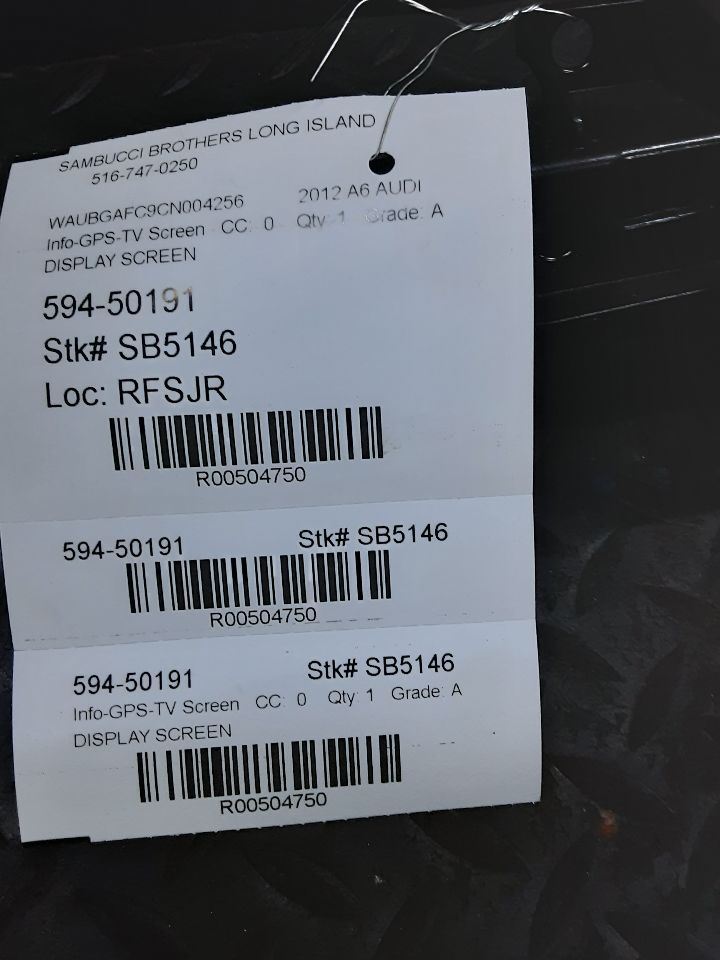 SAMBUCCI BROTHERS LONG ISLAND
516-747-0250
WAUBGAFC9CN004256 2012 A6 AUDI
Info-GPS-TV Screen CC: 0 Qty 1 Grade: A
DISPLAY SCREEN
594-50191
Stk# SB5146
Loc: RFSJR
R00504750
594-50191 Stk# SB5146
R00504750
594-50191 Stk# SB5146
Info-GPS-TV Screen CC: 0 Qty 1 Grade: A
DISPLAY SCREEN
R00504750